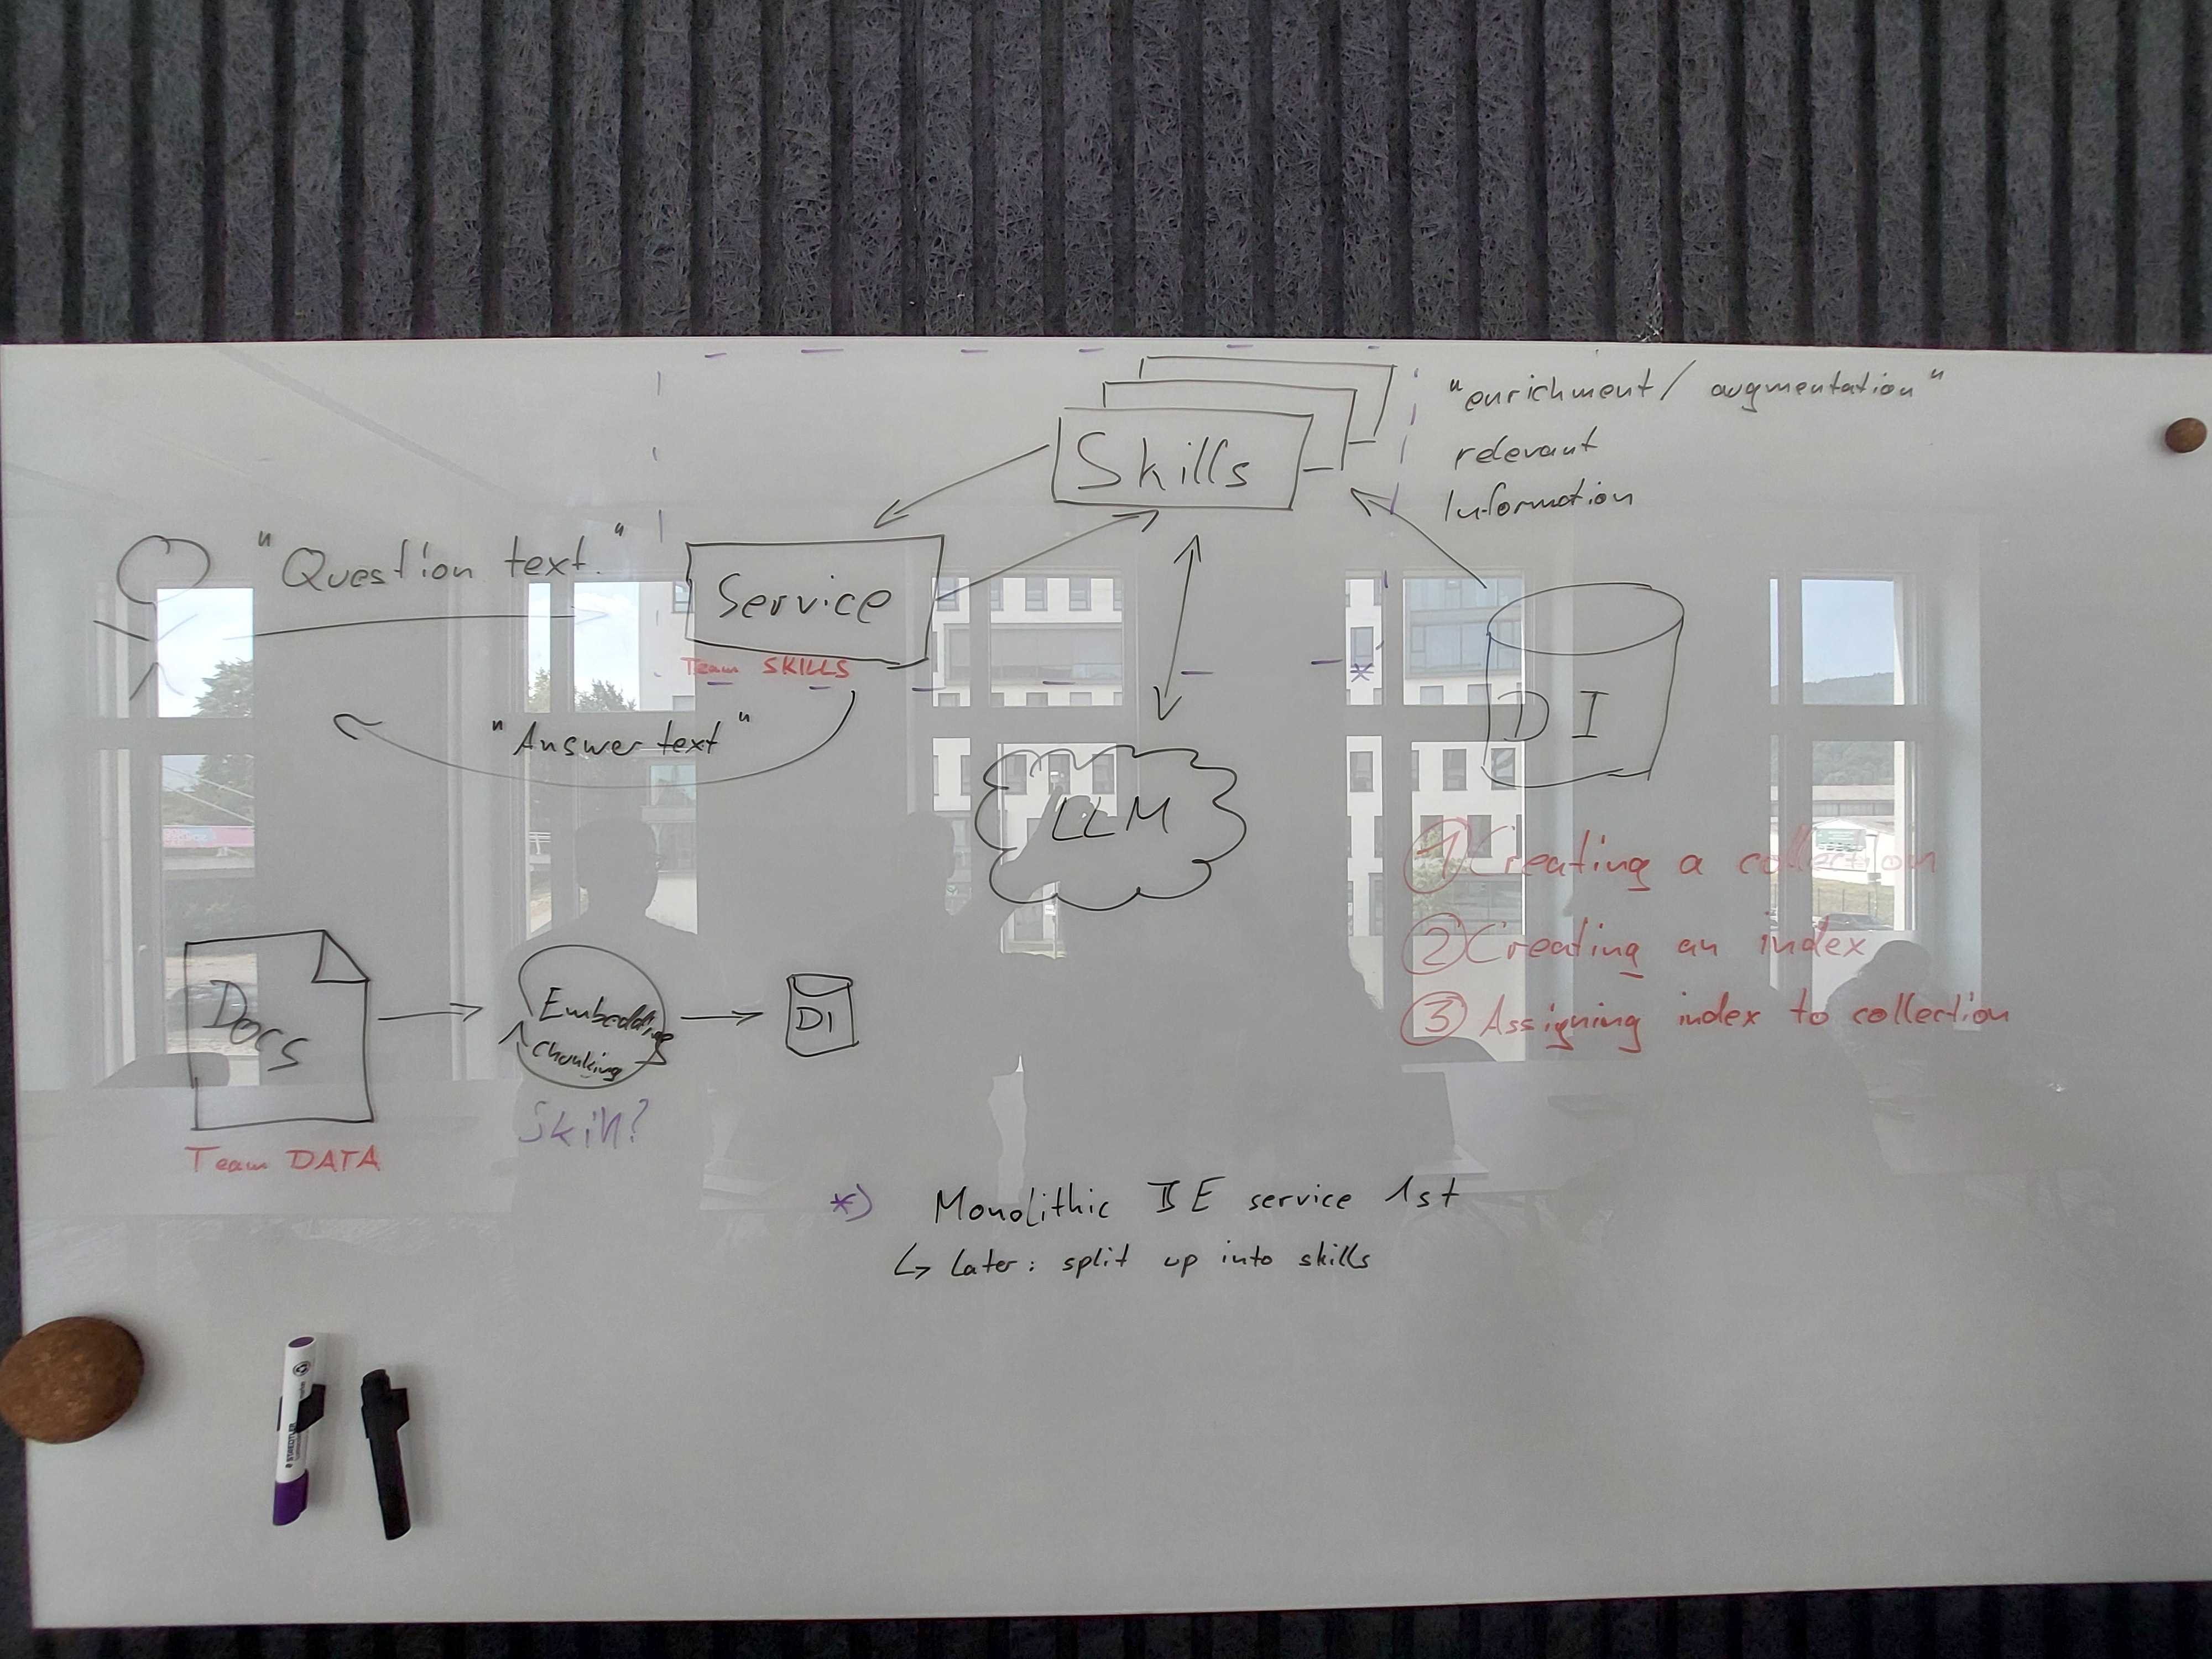 "enrichment/ augmentation"
relevant
Information
Skills
" "Question text." "
Service
Team SKILLS
"Answer text"
*
DI
LLM
① Creating a collection
② Creating an index
③ Assigning index to collection
Docs
Embedding
Chunking
DI
Skill?
Team DATA
*) Monolithic BE service 1st
↳ Later: split up into skills
STAEDTLER